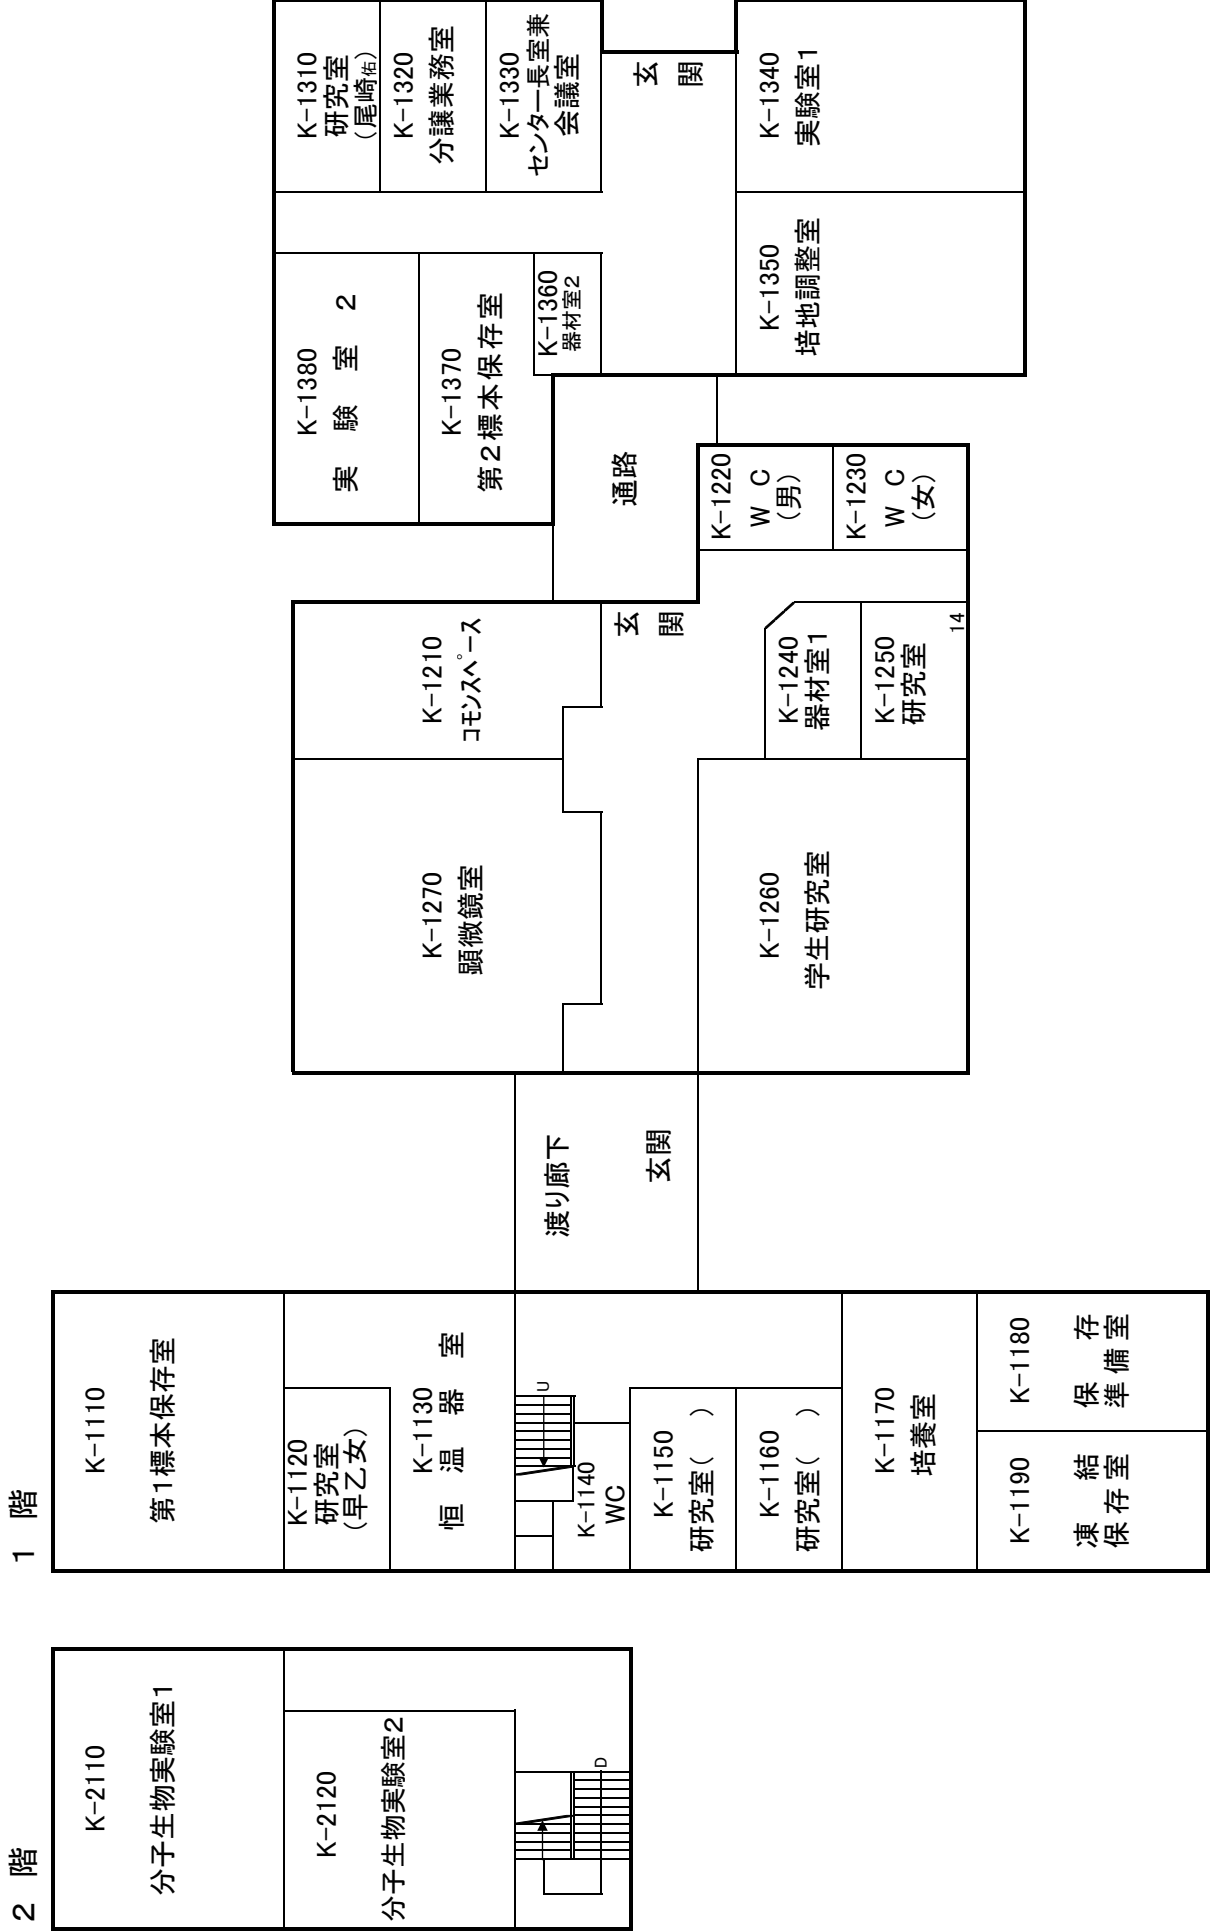 2 階
K-2110
分子生物実験室1
K-2120
分子生物実験室2
D
1 階
K-1110
第1標本保存室
K-1120
研究室
(早乙女)
K-1130
恒 温 器 室
U
K-1140
WC
K-1150
研究室(　)
K-1160
研究室(　)
K-1170
培養室
K-1180
保 存
準備室
K-1190
凍 結
保存室
渡り廊下
玄関
K-1270
顕微鏡室
K-1210
コモンスペース
玄
関
K-1260
学生研究室
K-1240
器材室1
K-1250
研究室
14
K-1220
W C
(男)
K-1230
W C
(女)
通路
K-1380
実 験 室 2
K-1370
第2標本保存室
K-1360
器材室2
K-1310
研究室
(尾崎佑)
K-1320
分譲業務室
K-1330
センター長室兼
会議室
玄
関
K-1340
実験室1
K-1350
培地調整室